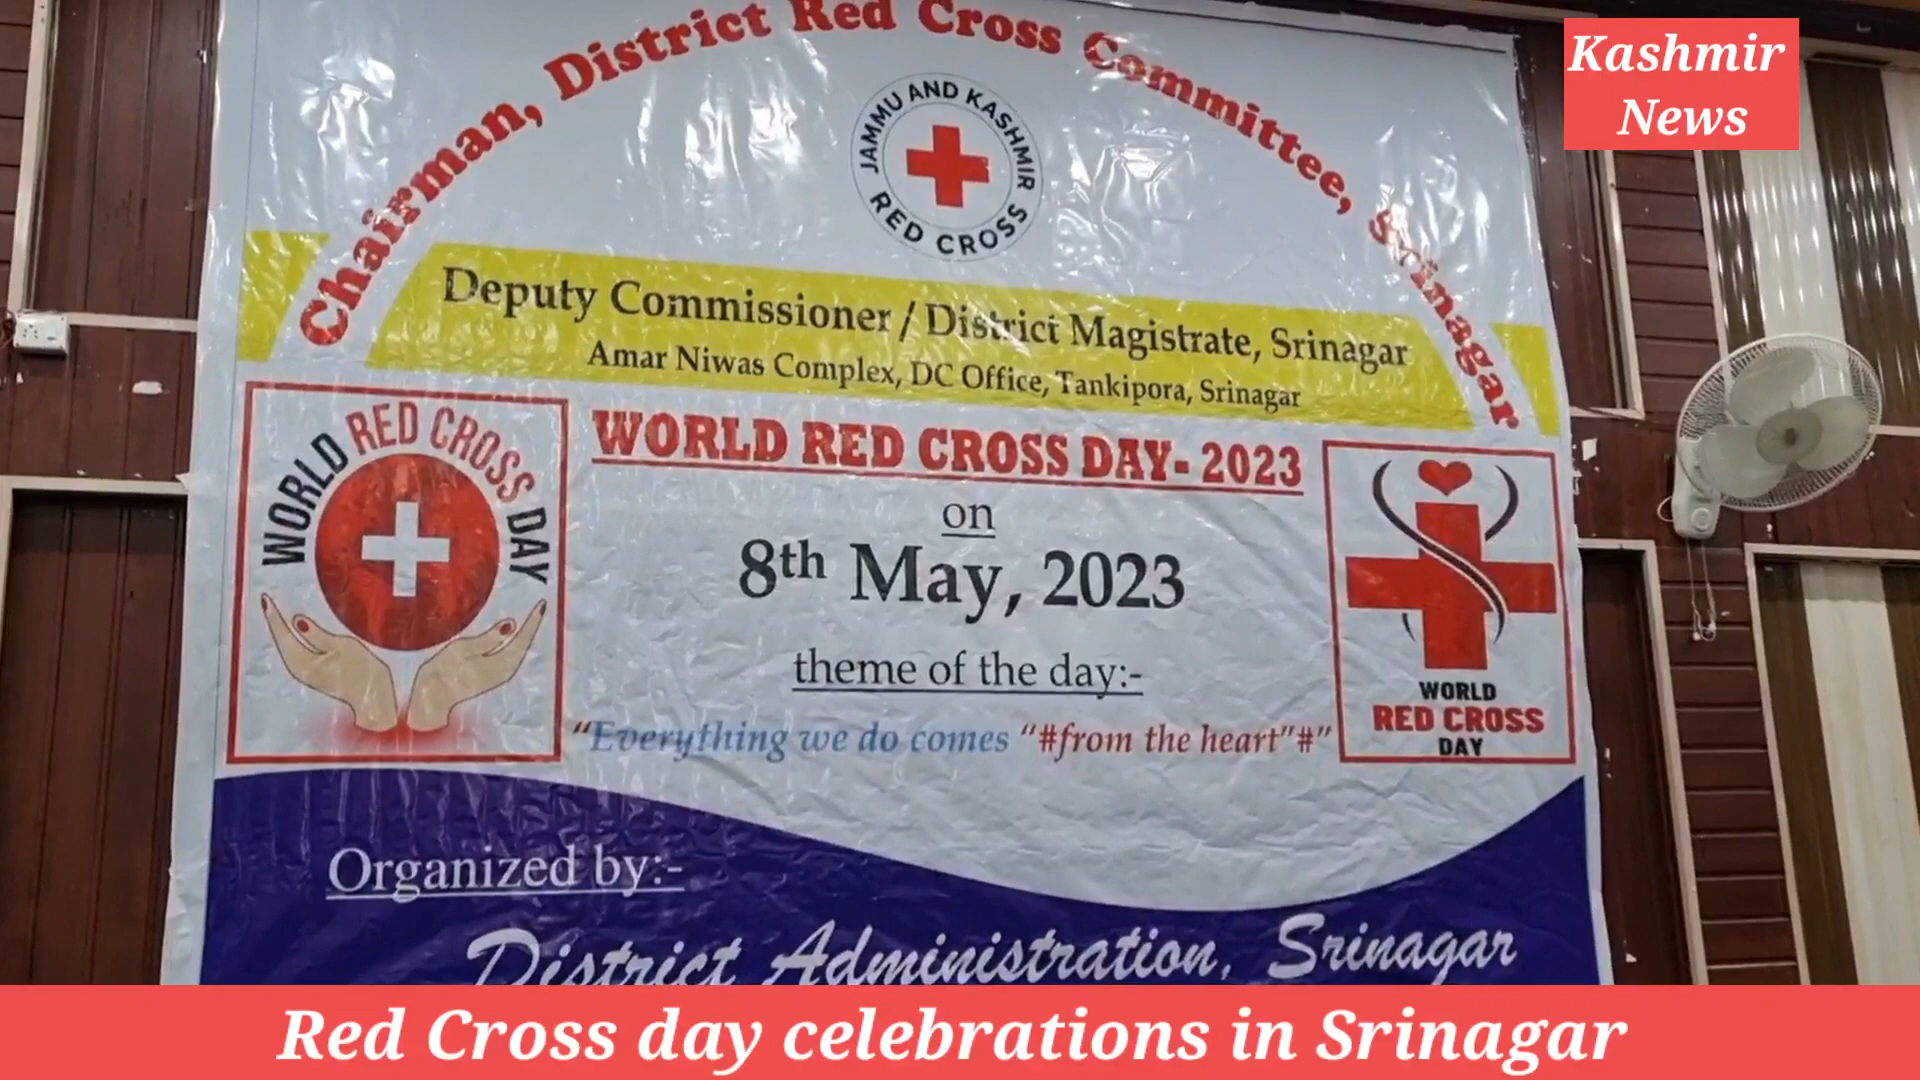 Kashmir
News
Chairman, District Red Cross Committee, Srinagar
JAMMU AND KASHMIR
RED CROSS
Deputy Commissioner / District Magistrate, Srinagar
Amar Niwas Complex, DC Office, Tankipora, Srinagar
WORLD RED CROSS DAY
WORLD RED CROSS DAY- 2023
on
8th May, 2023
theme of the day:-
"Everything we do comes "#from the heart"#"
WORLD
RED CROSS
DAY
Organized by:-
District Administration, Srinagar
Red Cross day celebrations in Srinagar